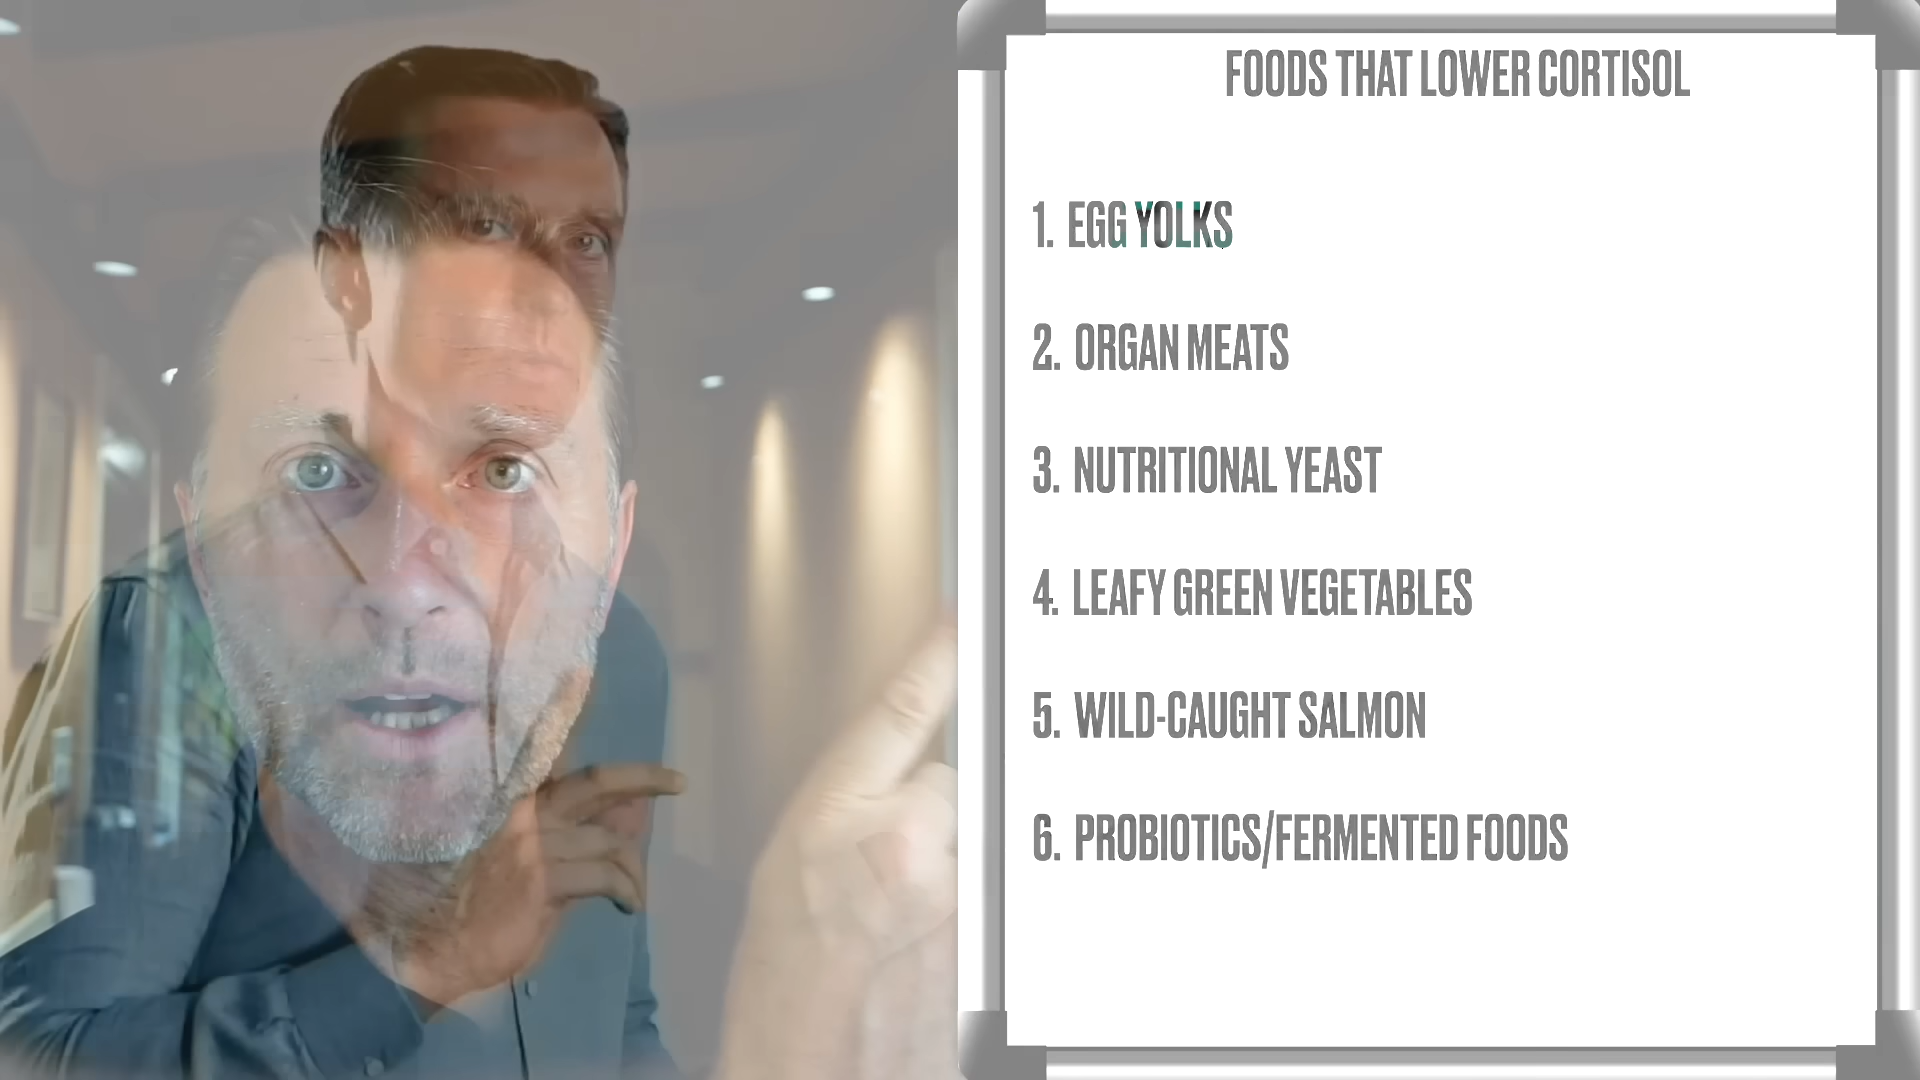 FOODS THAT LOWER CORTISOL
1. EGG YOLKS
2. ORGAN MEATS
3. NUTRITIONAL YEAST
4. LEAFY GREEN VEGETABLES
5. WILD-CAUGHT SALMON
6. PROBIOTICS/FERMENTED FOODS